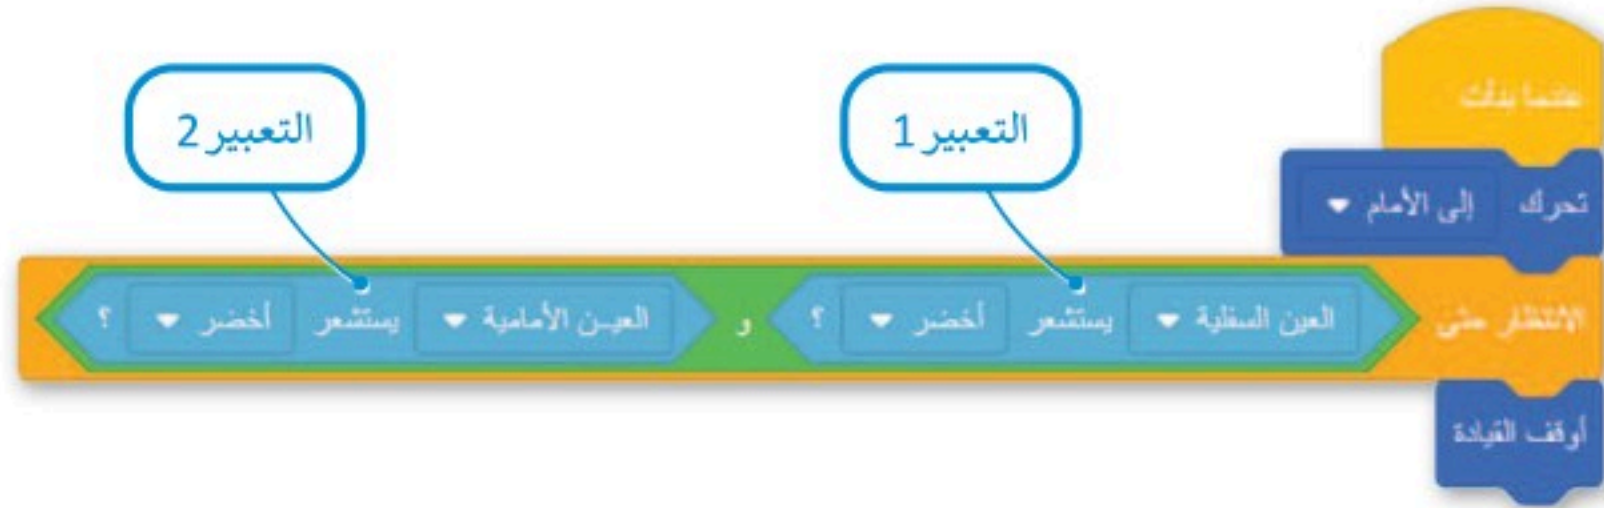 عندما بدأت
تحرك إلى الأمام
التعبير 1
التعبير 2
الانتظار حتى العين السفلية يستشعر أخضر ؟ و العين الأمامية يستشعر أخضر ؟
أوقف القيادة